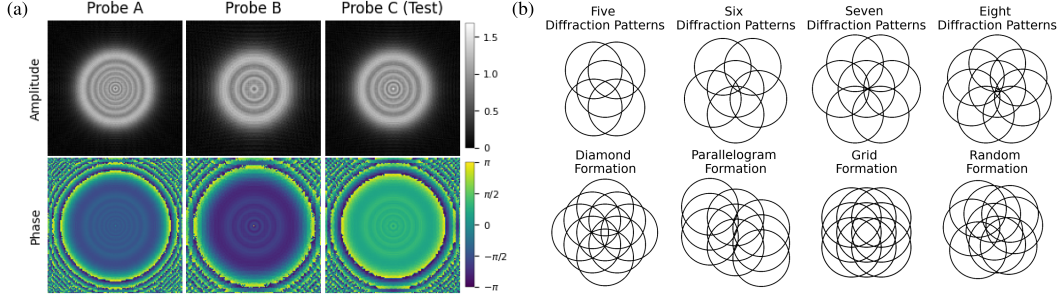 (a)
Probe A
Probe B
Probe C (Test)
Amplitude
1.5
1.0
0.5
0
Phase
π
π/2
0
−π/2
−π
(b)
Five
Diffraction Patterns
Six
Diffraction Patterns
Seven
Diffraction Patterns
Eight
Diffraction Patterns
Diamond
Formation
Parallelogram
Formation
Grid
Formation
Random
Formation